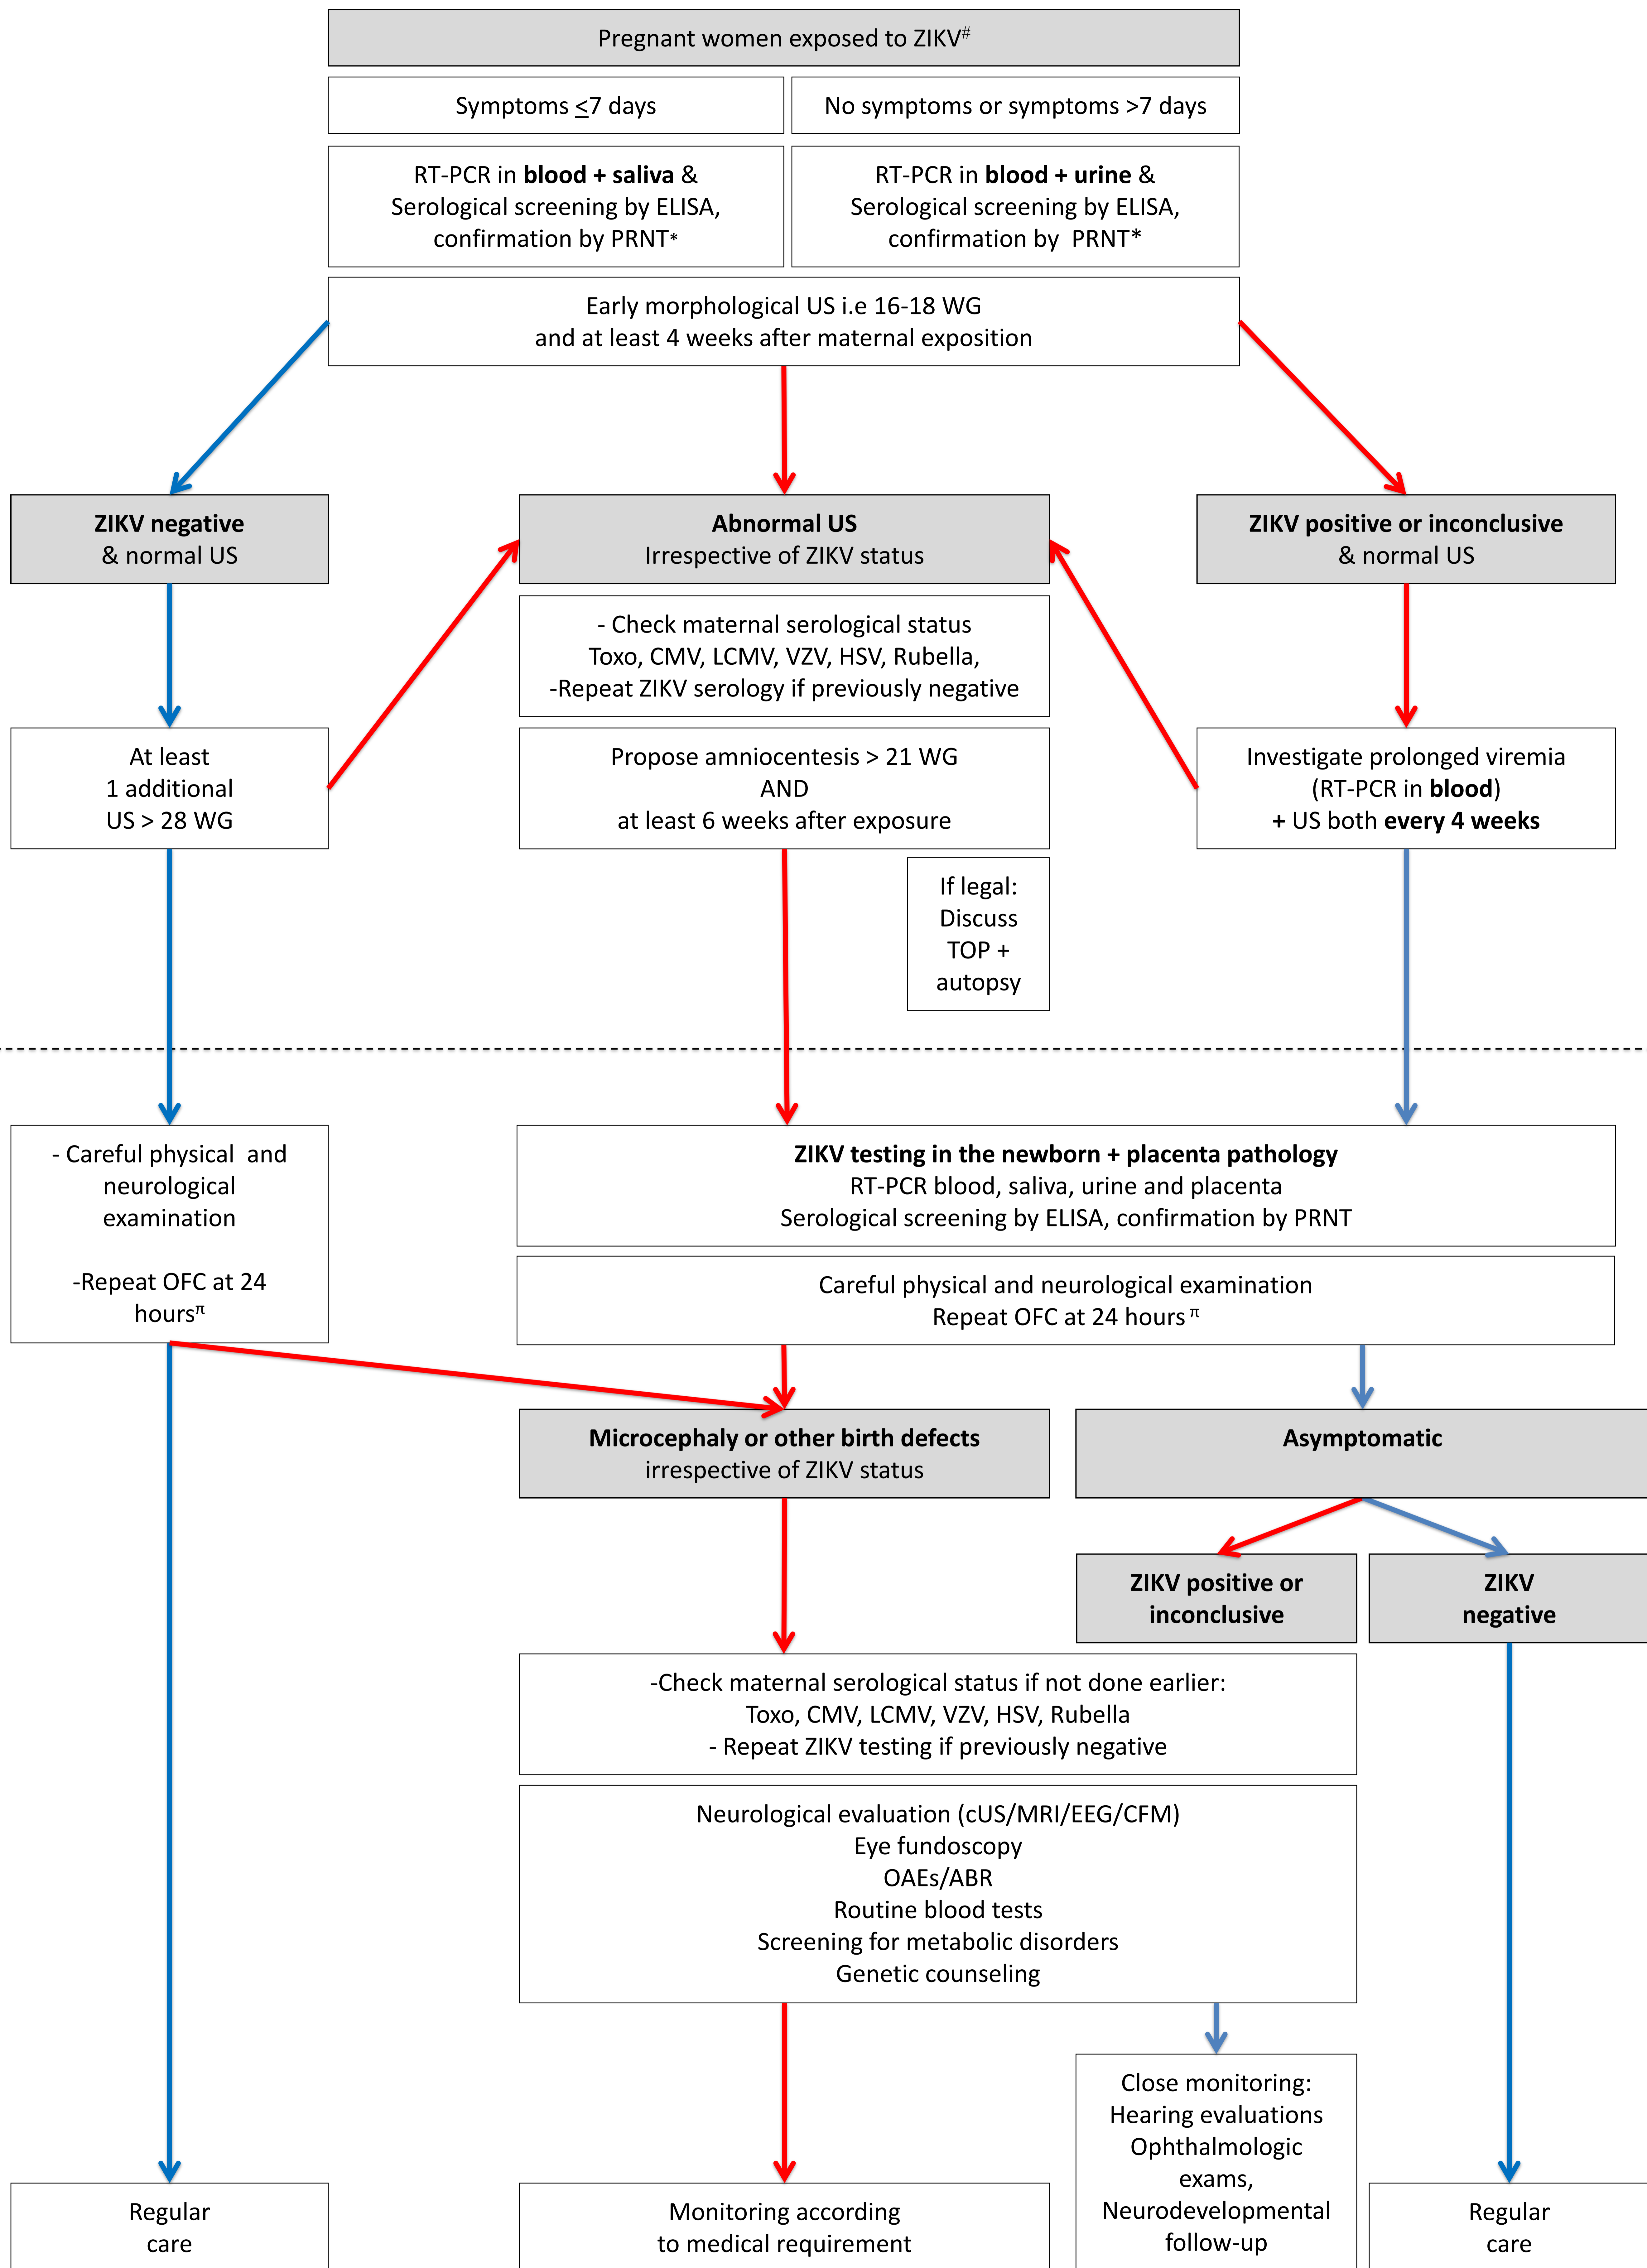 Pregnant women exposed to ZIKV#
Symptoms ≤7 days
No symptoms or symptoms >7 days
RT-PCR in blood + saliva &
Serological screening by ELISA,
confirmation by PRNT*
RT-PCR in blood + urine &
Serological screening by ELISA,
confirmation by PRNT*
Early morphological US i.e 16-18 WG
and at least 4 weeks after maternal exposition
ZIKV negative
& normal US
Abnormal US
Irrespective of ZIKV status
ZIKV positive or inconclusive
& normal US
- Check maternal serological status
Toxo, CMV, LCMV, VZV, HSV, Rubella,
-Repeat ZIKV serology if previously negative
At least
1 additional
US > 28 WG
Propose amniocentesis > 21 WG
AND
at least 6 weeks after exposure
Investigate prolonged viremia
(RT-PCR in blood)
+ US both every 4 weeks
If legal:
Discuss
TOP +
autopsy
- Careful physical and
neurological
examination
-Repeat OFC at 24
hoursπ
ZIKV testing in the newborn + placenta pathology
RT-PCR blood, saliva, urine and placenta
Serological screening by ELISA, confirmation by PRNT
Careful physical and neurological examination
Repeat OFC at 24 hours π
Microcephaly or other birth defects
irrespective of ZIKV status
Asymptomatic
ZIKV positive or
inconclusive
ZIKV
negative
-Check maternal serological status if not done earlier:
Toxo, CMV, LCMV, VZV, HSV, Rubella
- Repeat ZIKV testing if previously negative
Neurological evaluation (cUS/MRI/EEG/CFM)
Eye fundoscopy
OAEs/ABR
Routine blood tests
Screening for metabolic disorders
Genetic counseling
Close monitoring:
Hearing evaluations
Ophthalmologic
exams,
Neurodevelopmental
follow-up
Regular
care
Monitoring according
to medical requirement
Regular
care